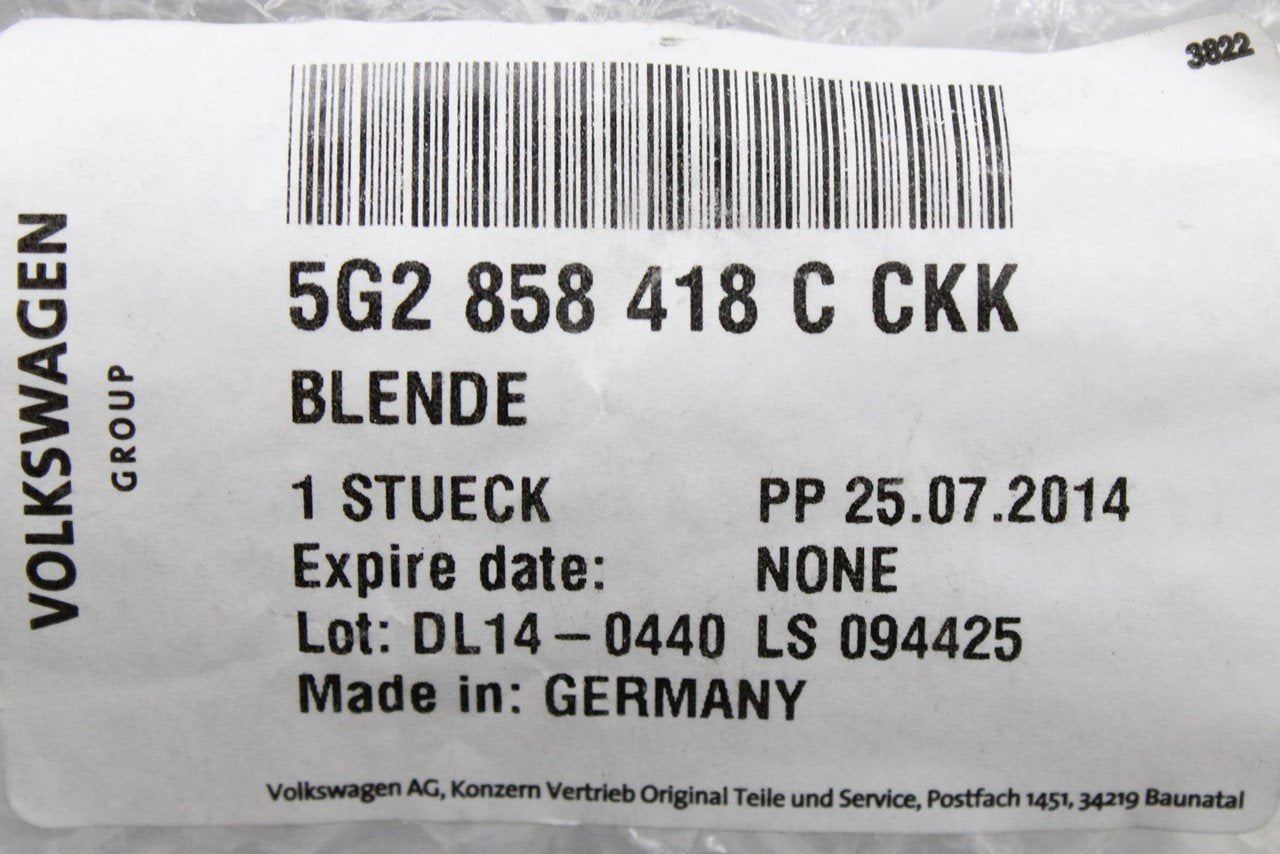 3822
VOLKSWAGEN
GROUP
5G2 858 418 C CKK
BLENDE
1 STUECK PP 25.07.2014
Expire date: NONE
Lot: DL14-0440 LS 094425
Made in: GERMANY
Volkswagen AG, Konzern Vertrieb Original Teile und Service, Postfach 1451, 34219 Baunatal